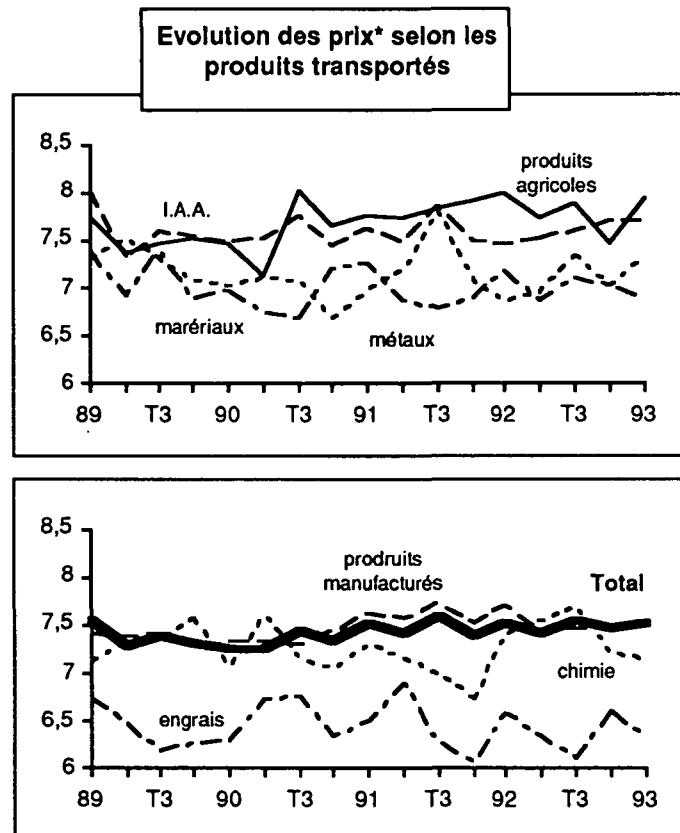 Evolution des prix* selon les
produits transportés
8,5
8
7,5
7
6,5
6
I.A.A.
produits
agricoles
marériaux
métaux
89 T3 90 T3 91 T3 92 T3 93
8,5
8
7,5
7
6,5
6
prodruits
manufacturés
Total
chimie
engrais
89 T3 90 T3 91 T3 92 T3 93